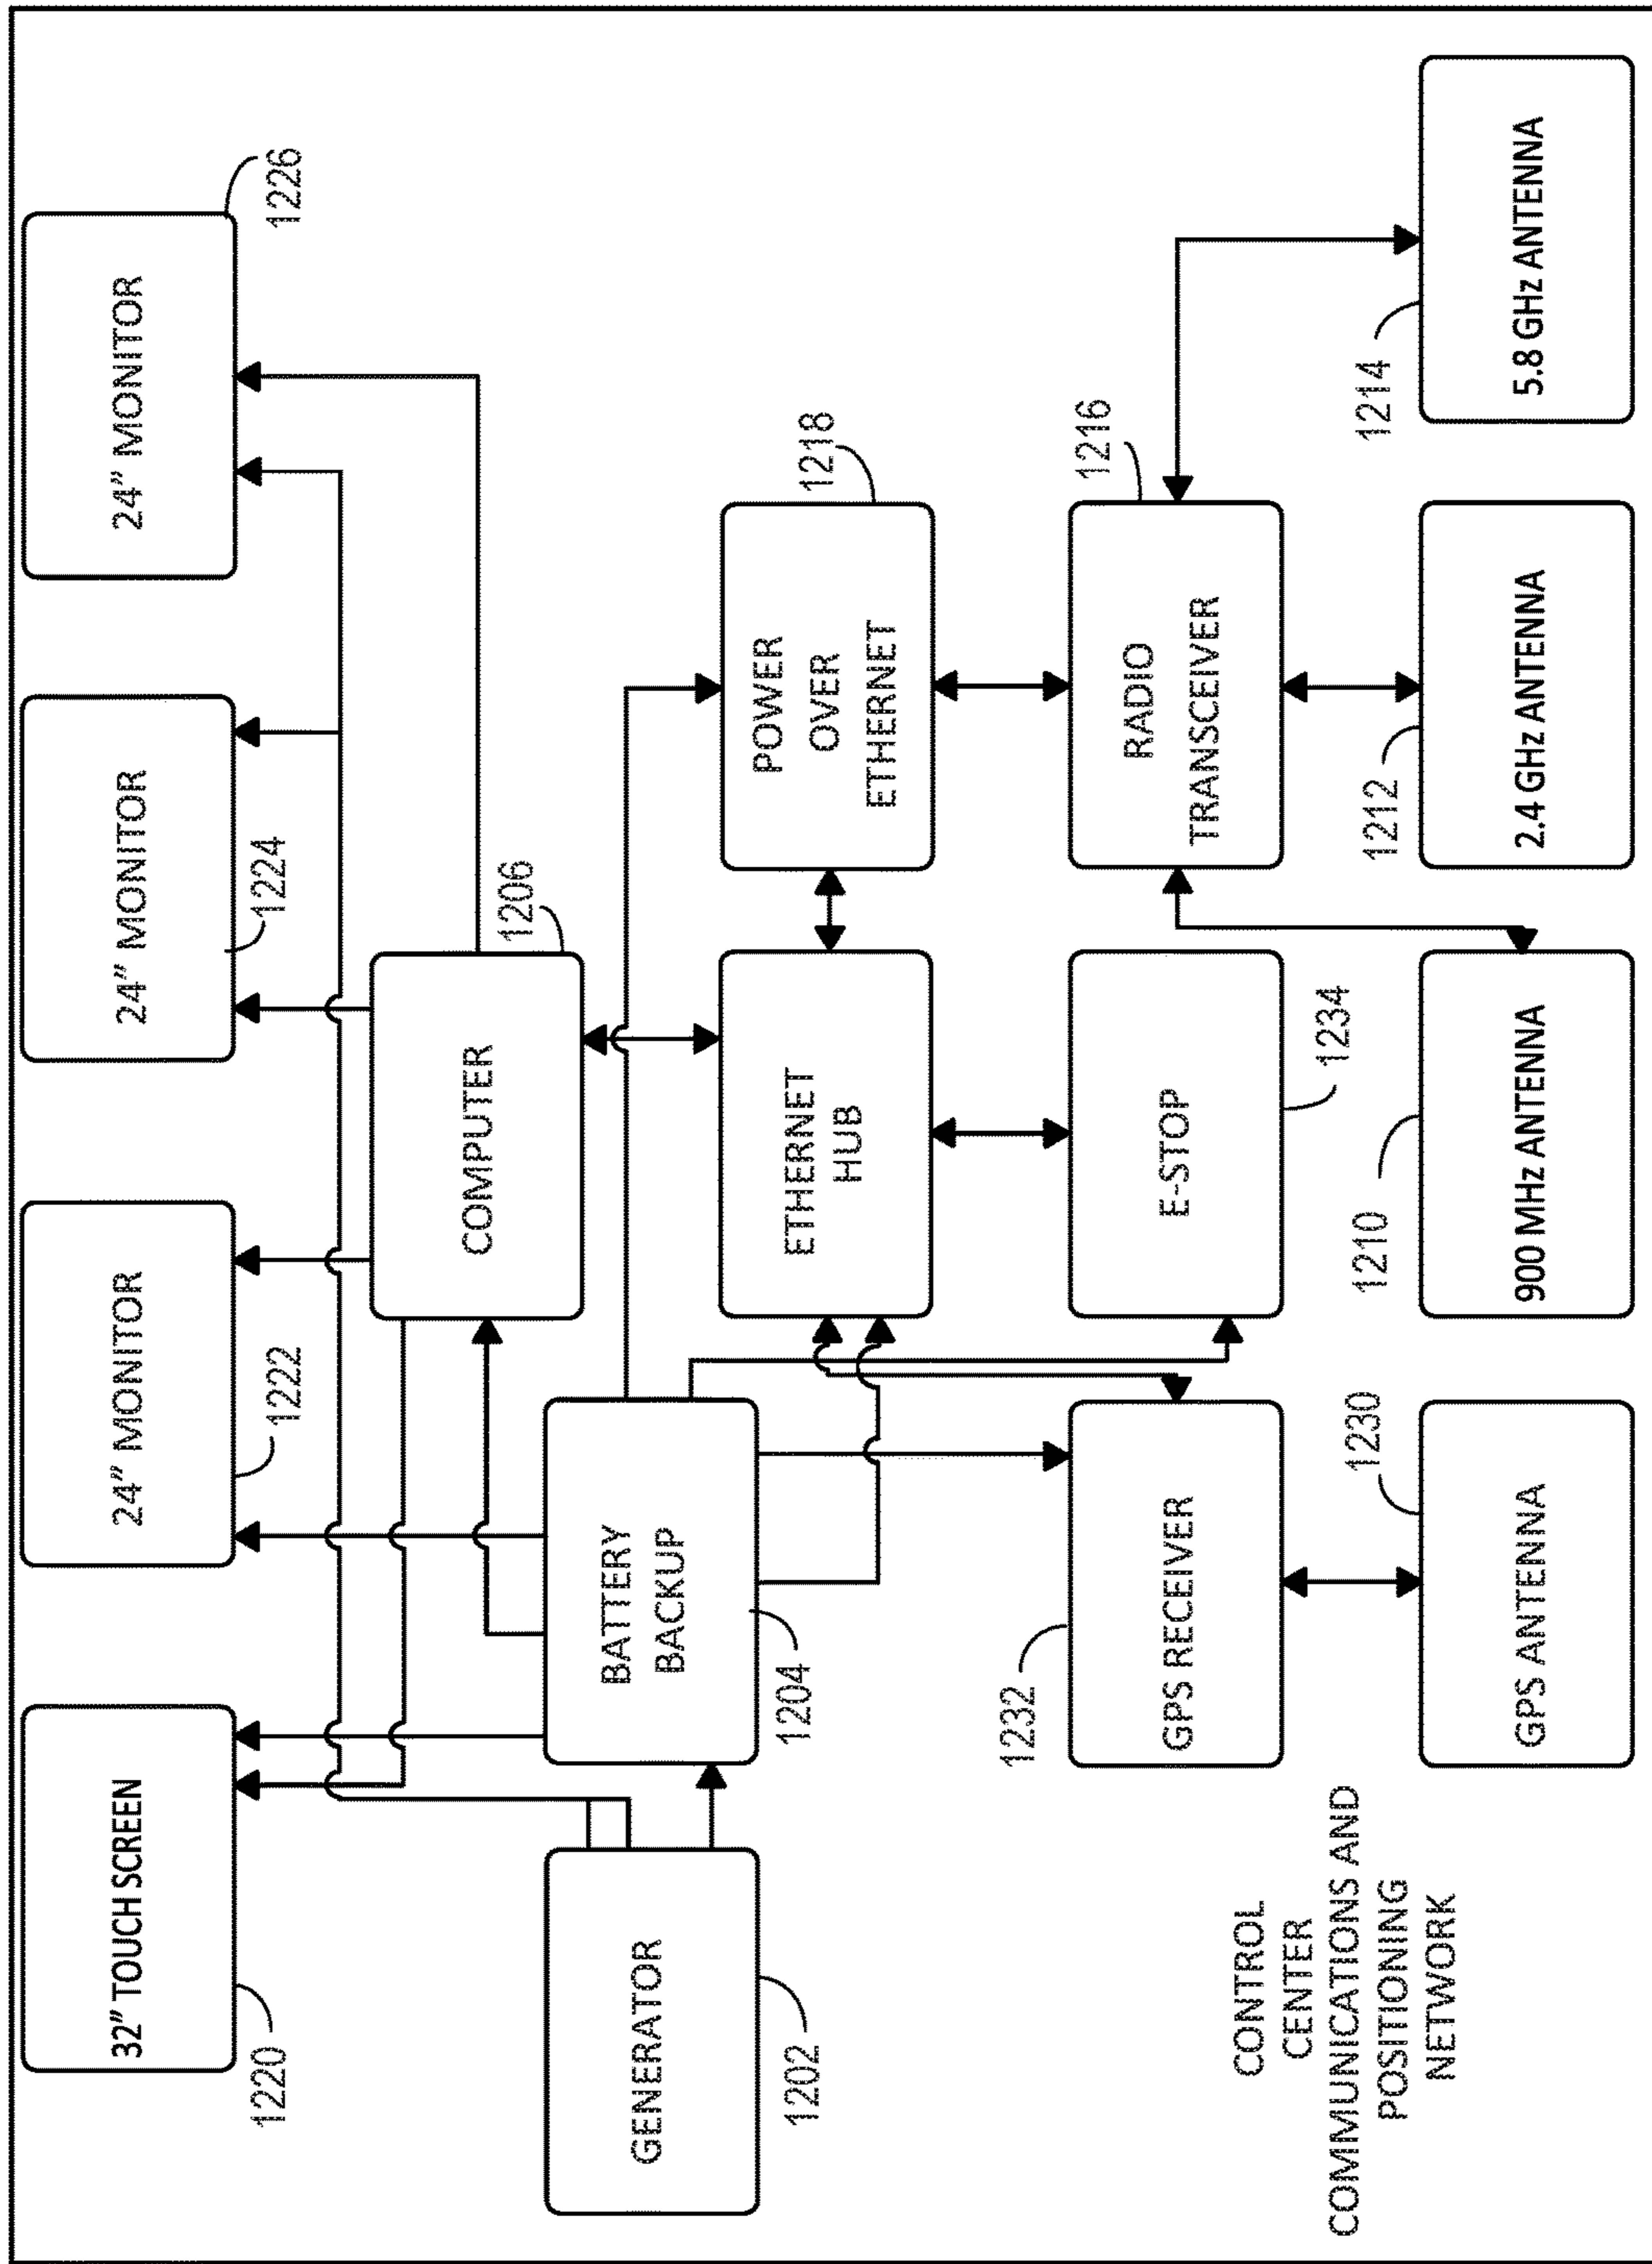 32” TOUCH SCREEN
1220
24” MONITOR
1222
24” MONITOR
1224
24” MONITOR
1226
GENERATOR
1202
BATTERY
BACKUP
1204
COMPUTER
1206
ETHERNET
HUB
POWER
OVER
ETHERNET
1218
GPS RECEIVER
1232
E-STOP
1234
RADIO
TRANSCEIVER
1216
GPS ANTENNA
1230
900 MHz ANTENNA
1210
2.4 GHz ANTENNA
1212
5.8 GHz ANTENNA
1214
CONTROL
CENTER
COMMUNICATIONS AND
POSITIONING
NETWORK